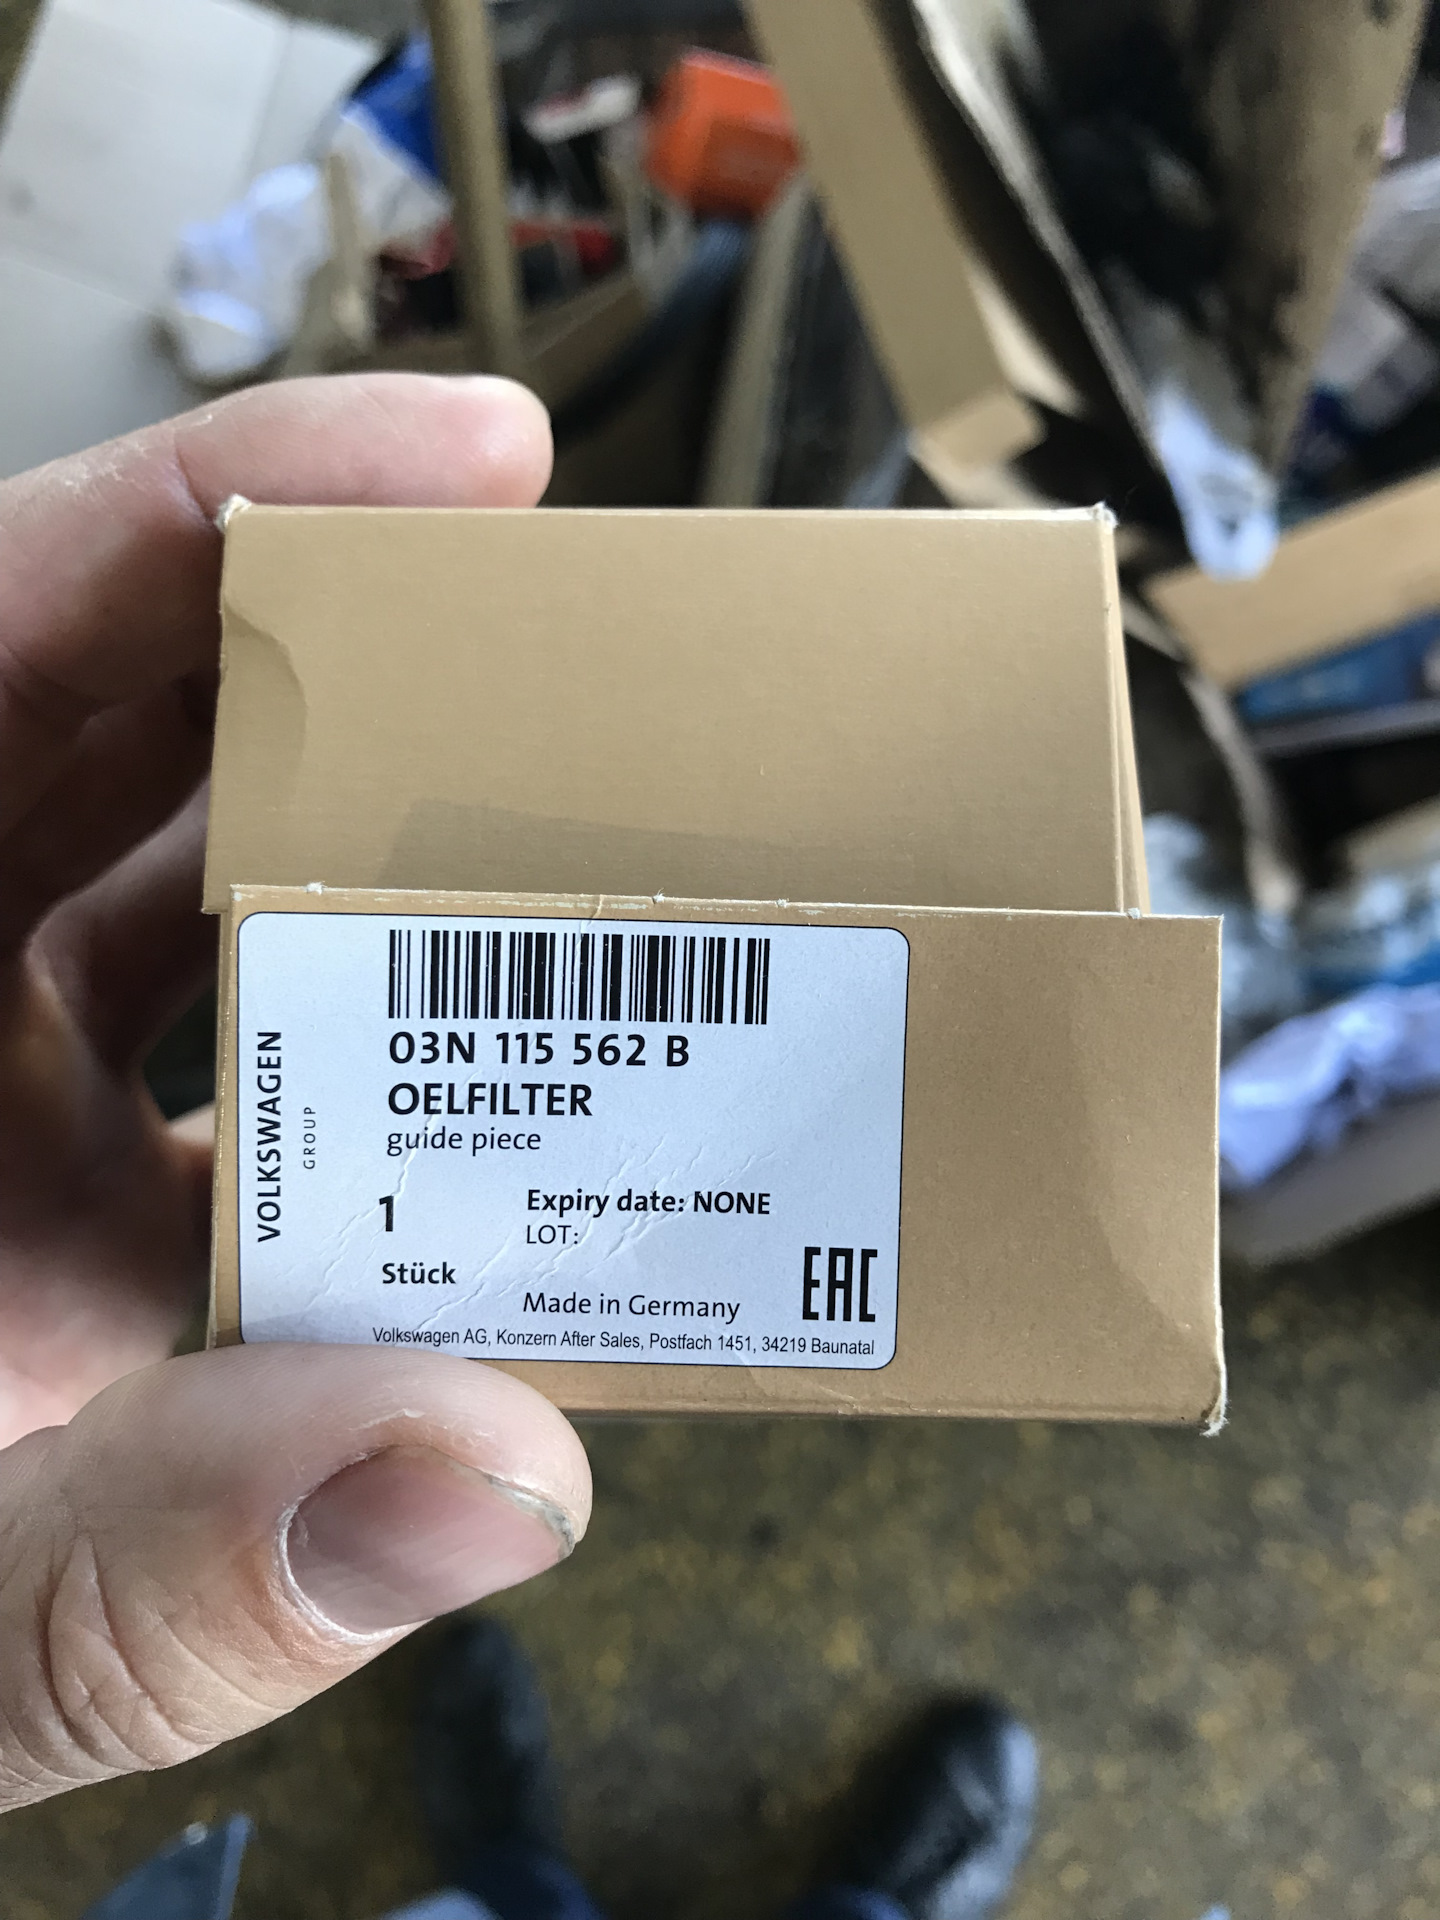 03N 115 562 B
OELFILTER
guide piece
VOLKSWAGEN
GROUP
1
Stück
Expiry date: NONE
LOT:
Made in Germany
EAC
Volkswagen AG, Konzern After Sales, Postfach 1451, 34219 Baunatal